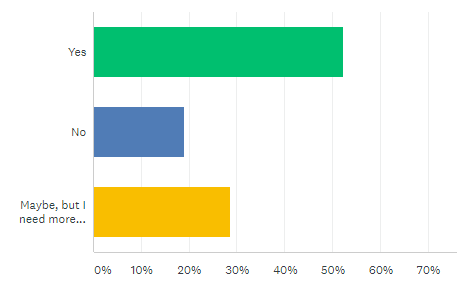 Yes
No
Maybe, but I
need more...
0% 10% 20% 30% 40% 50% 60% 70%